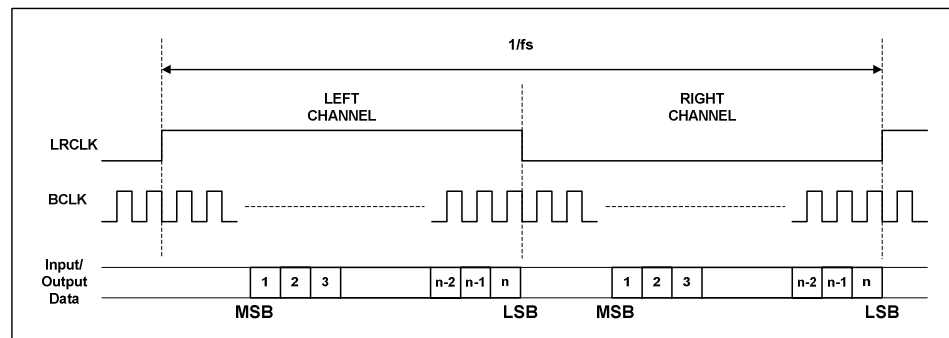 1/fs
LEFT
CHANNEL
RIGHT
CHANNEL
LRCLK
BCLK
Input/
Output
Data
1 2 3 n-2 n-1 n 1 2 3 n-2 n-1 n
MSB LSB MSB LSB